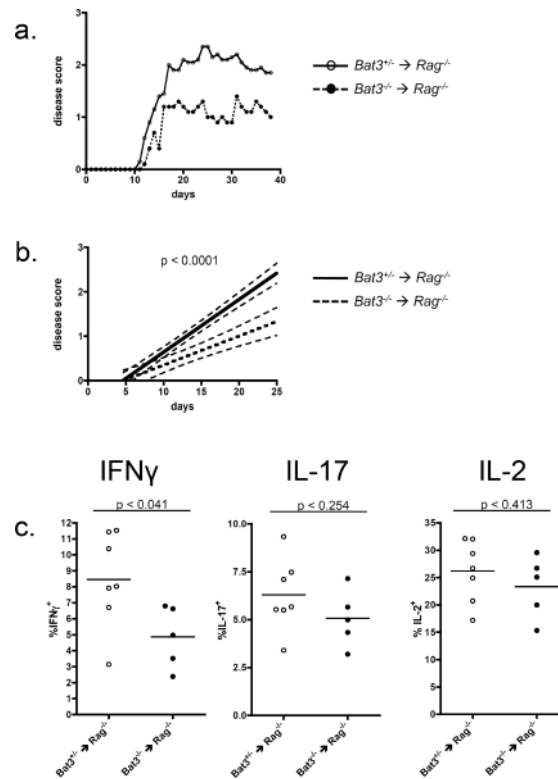 a.
disease score
3
2
1
0
0 10 20 30 40
days
Bat3+/- → Rag-/-
Bat3-/- → Rag-/-
b.
p < 0.0001
disease score
3
2
1
0
0 5 10 15 20 25
days
Bat3+/- → Rag-/-
Bat3-/- → Rag-/-
IFNγ IL-17 IL-2
c.
p < 0.041 p < 0.254 p < 0.413
%IFNγ+
12
11
10
9
8
7
6
5
4
3
2
1
0
Bat3+/- → Rag-/-
Bat3-/- → Rag-/-
%IL-17+
10.0
7.5
5.0
2.5
0.0
Bat3+/- → Rag-/-
Bat3-/- → Rag-/-
% IL-2+
35
30
25
20
15
10
5
0
Bat3+/- → Rag-/-
Bat3-/- → Rag-/-